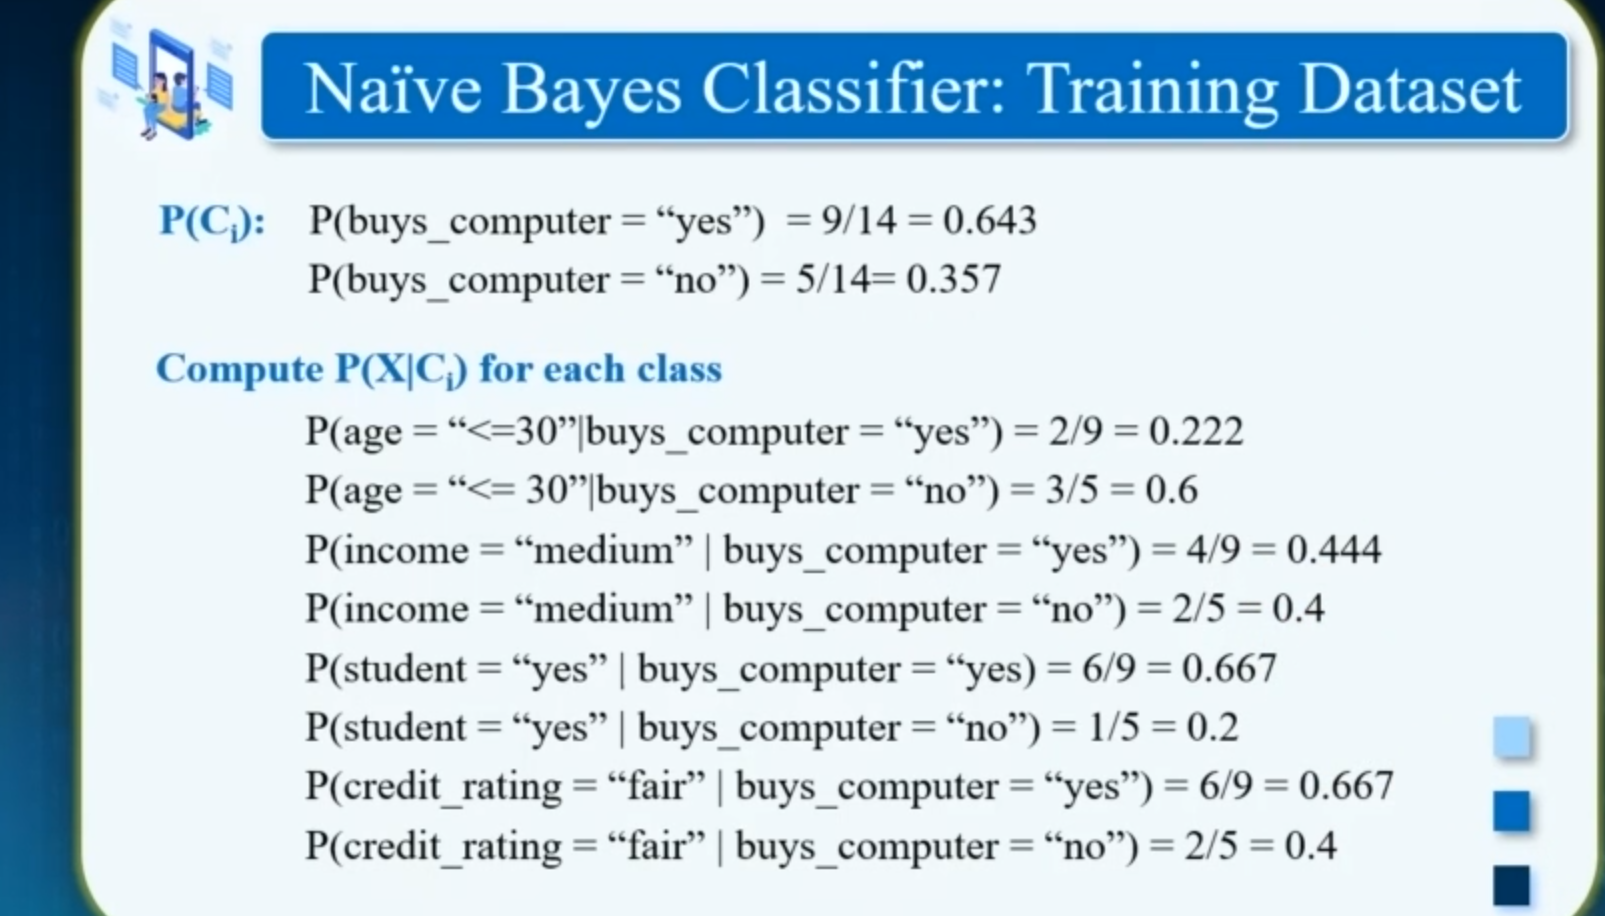 Naïve Bayes Classifier: Training Dataset
P(Cᵢ): P(buys_computer = “yes”) = 9/14 = 0.643
P(buys_computer = “no”) = 5/14= 0.357
Compute P(X|Cᵢ) for each class
P(age = “<=30”|buys_computer = “yes”) = 2/9 = 0.222
P(age = “<= 30”|buys_computer = “no”) = 3/5 = 0.6
P(income = “medium” | buys_computer = “yes”) = 4/9 = 0.444
P(income = “medium” | buys_computer = “no”) = 2/5 = 0.4
P(student = “yes” | buys_computer = “yes) = 6/9 = 0.667
P(student = “yes” | buys_computer = “no”) = 1/5 = 0.2
P(credit_rating = “fair” | buys_computer = “yes”) = 6/9 = 0.667
P(credit_rating = “fair” | buys_computer = “no”) = 2/5 = 0.4